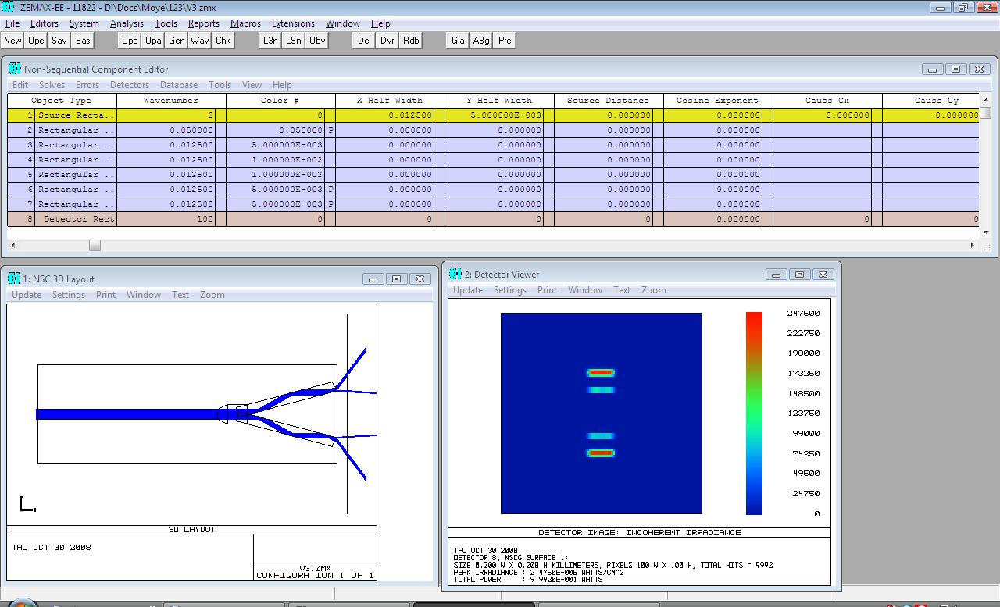 ZEMAX-EE - 11822 - D:\Docs\Moye\123\V3.zmx
File Editors System Analysis Tools Reports Macros Extensions Window Help
New Ope Sav Sas Upd Upa Gen Wav Chk L3n LSn Obv Dcl Dvr Rdb Gla ABg Pre
Non-Sequential Component Editor
Edit Solves Errors Detectors Database Tools View Help
Object Type Wavenumber Color # X Half Width Y Half Width Source Distance Cosine Exponent Gauss Gx Gauss Gy
1 Source Recta.. 0 0 0.012500 5.000000E-003 0.000000 0.000000 0.000000 0.000000
2 Rectangular .. 0.050000 0.050000 P 0.000000 0.000000 0.000000 0.000000
3 Rectangular .. 0.012500 5.000000E-003 0.000000 0.000000 0.000000 0.000000
4 Rectangular .. 0.012500 1.000000E-002 0.000000 0.000000 0.000000 0.000000
5 Rectangular .. 0.012500 1.000000E-002 0.000000 0.000000 0.000000 0.000000
6 Rectangular .. 0.012500 5.000000E-003 P 0.000000 0.000000 0.000000 0.000000
7 Rectangular .. 0.012500 5.000000E-003 P 0.000000 0.000000 0.000000 0.000000
8 Detector Rect 100 0 0 0 0 0.000000 0 0
1: NSC 3D Layout
Update Settings Print Window Text Zoom
3D LAYOUT
THU OCT 30 2008
V3.ZMX
CONFIGURATION 1 OF 1
2: Detector Viewer
Update Settings Print Window Text Zoom
247500
222750
198000
173250
148500
123750
99000
74250
49500
24750
0
DETECTOR IMAGE: INCOHERENT IRRADIANCE
THU OCT 30 2008
DETECTOR 8, NSCG SURFACE 1:
SIZE 0.200 W X 0.200 H MILLIMETERS, PIXELS 100 W X 100 H, TOTAL HITS = 9992
PEAK IRRADIANCE : 2.4750E+005 WATTS/CM^2
TOTAL POWER : 9.9920E-001 WATTS